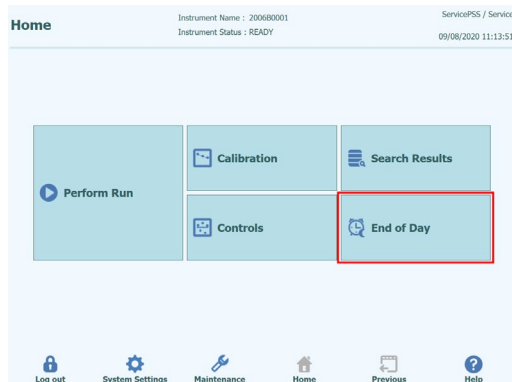 Home
Instrument Name : 2006B0001
Instrument Status : READY
ServicePSS / Service
09/08/2020 11:13:51
Perform Run
Calibration
Search Results
Controls
End of Day
Log out
System Settings
Maintenance
Home
Previous
Help